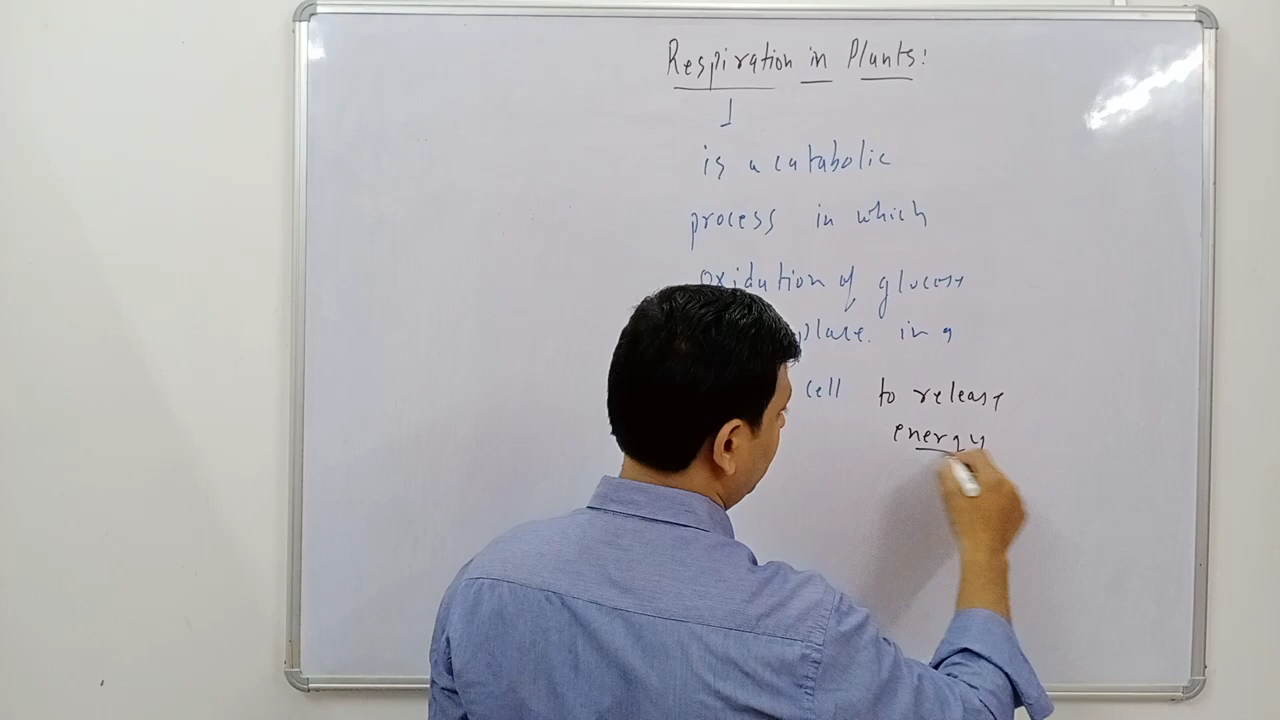 Respiration in Plants:
is a catabolic
process in which
oxidation of glucose
place in a
cell to release
energy